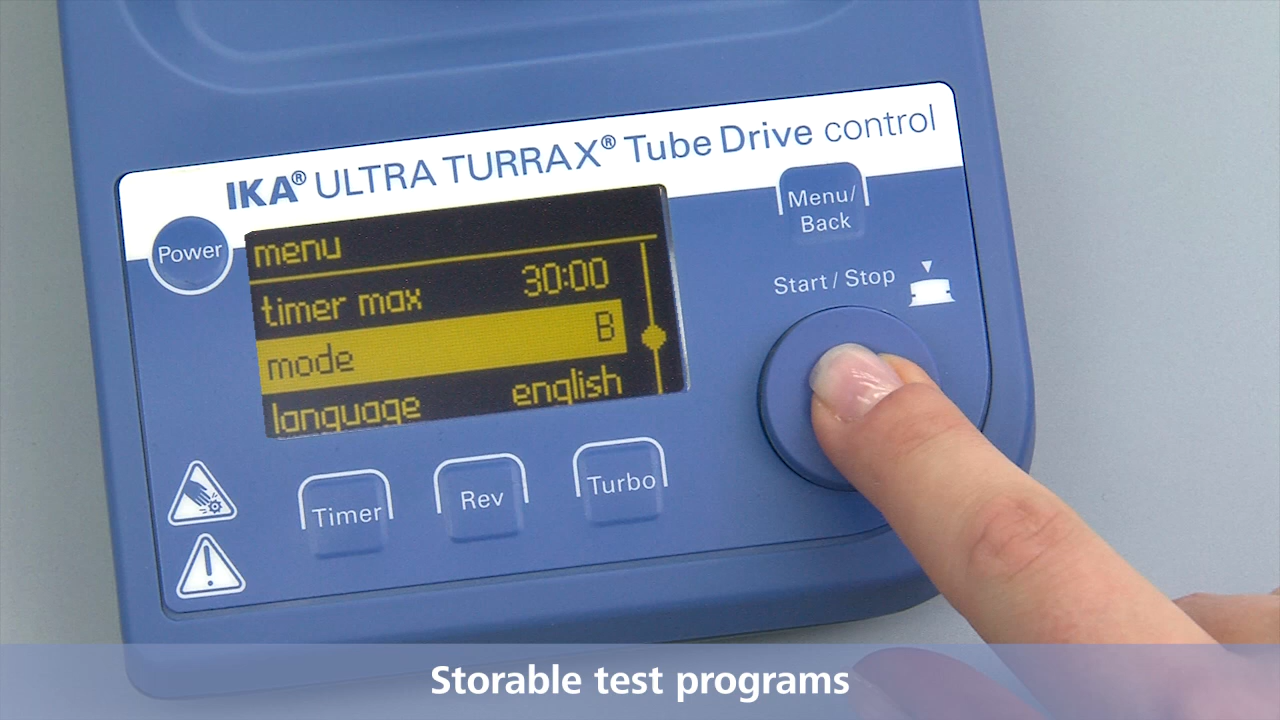 IKA® ULTRA TURRAX® Tube Drive control
Power
menu
timer max 30:00
mode B
language english
Menu/
Back
Start / Stop
Timer
Rev
Turbo
Storable test programs